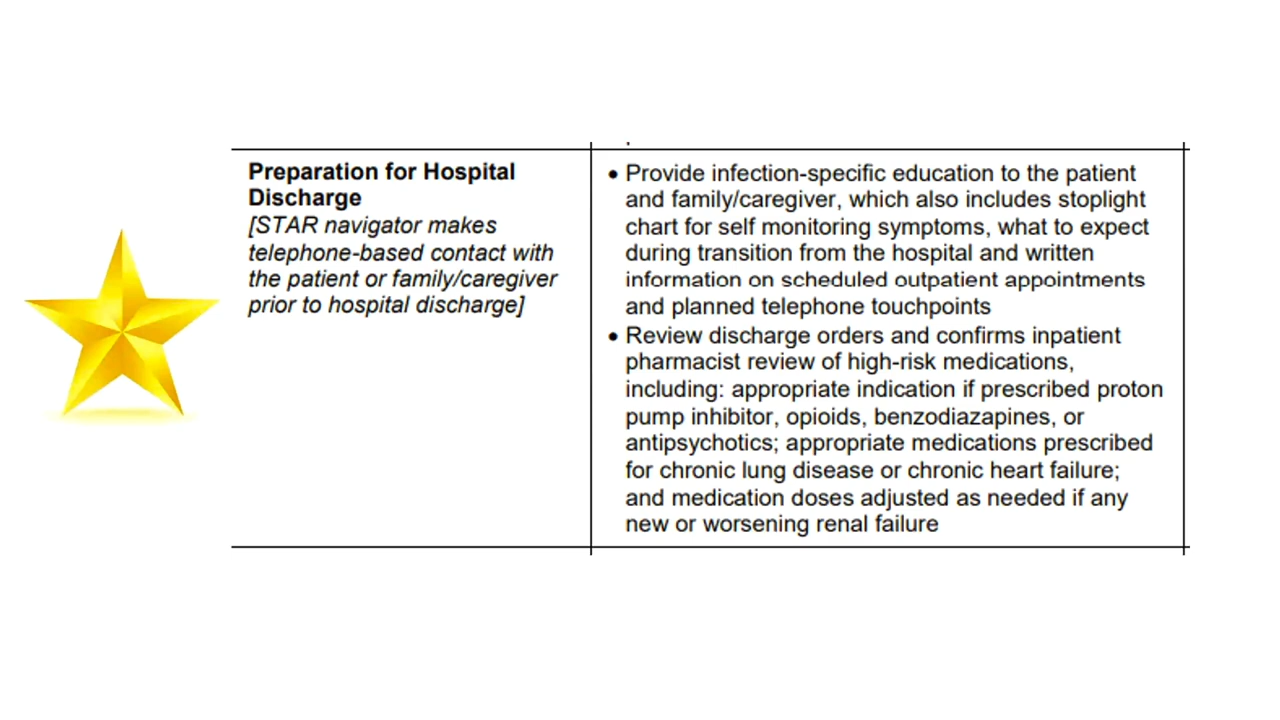 Preparation for Hospital
Discharge
[STAR navigator makes
telephone-based contact with
the patient or family/caregiver
prior to hospital discharge]
• Provide infection-specific education to the patient
and family/caregiver, which also includes stoplight
chart for self monitoring symptoms, what to expect
during transition from the hospital and written
information on scheduled outpatient appointments
and planned telephone touchpoints
• Review discharge orders and confirms inpatient
pharmacist review of high-risk medications,
including: appropriate indication if prescribed proton
pump inhibitor, opioids, benzodiazapines, or
antipsychotics; appropriate medications prescribed
for chronic lung disease or chronic heart failure;
and medication doses adjusted as needed if any
new or worsening renal failure